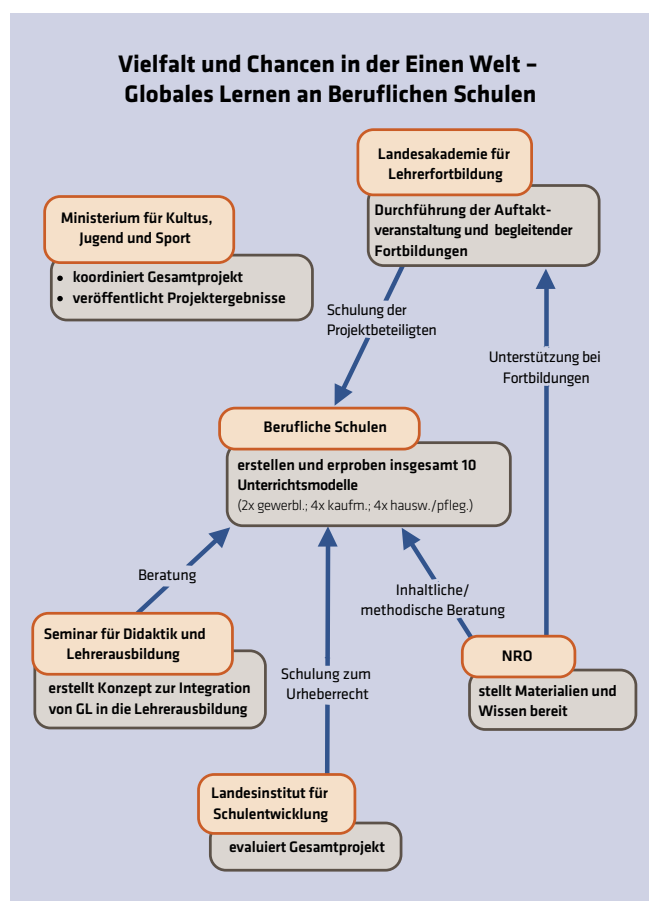 Vielfalt und Chancen in der Einen Welt –
Globales Lernen an Beruflichen Schulen
Landesakademie für
Lehrerfortbildung
Durchführung der Auftakt-
veranstaltung und begleitender
Fortbildungen
Ministerium für Kultus,
Jugend und Sport
• koordiniert Gesamtprojekt
• veröffentlicht Projektergebnisse
Schulung der
Projektbeteiligten
Unterstützung bei
Fortbildungen
Berufliche Schulen
erstellen und erproben insgesamt 10
Unterrichtsmodelle
(2x gewerbl.; 4x kaufm.; 4x hausw./pfleg.)
Beratung
Inhaltliche/
methodische Beratung
Seminar für Didaktik und
Lehrerausbildung
erstellt Konzept zur Integration
von GL in die Lehrerausbildung
Schulung zum
Urheberrecht
NRO
stellt Materialien und
Wissen bereit
Landesinstitut für
Schulentwicklung
evaluiert Gesamtprojekt